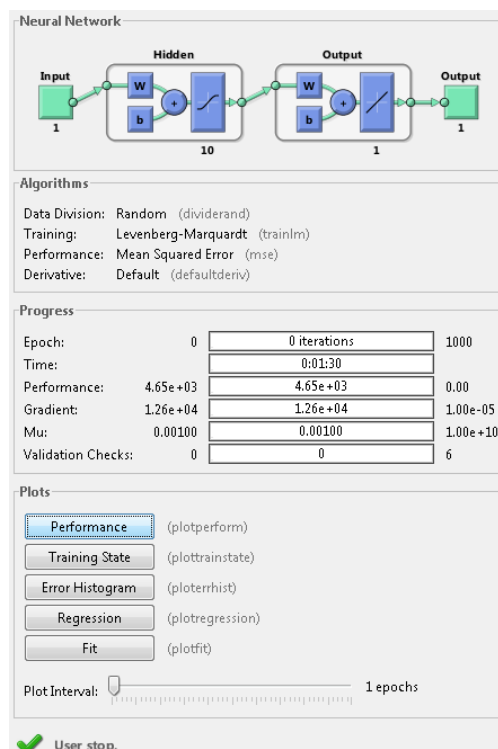 Neural Network
Hidden Output
Input Output
W W
+ +
b b
1 1
10 1
Algorithms
Data Division: Random (dividerand)
Training: Levenberg-Marquardt (trainlm)
Performance: Mean Squared Error (mse)
Derivative: Default (defaultderiv)
Progress
Epoch: 0 0 iterations 1000
Time: 0:01:30
Performance: 4.65e+03 4.65e+03 0.00
Gradient: 1.26e+04 1.26e+04 1.00e-05
Mu: 0.00100 0.00100 1.00e+10
Validation Checks: 0 0 6
Plots
Performance (plotperform)
Training State (plottrainstate)
Error Histogram (ploterrhist)
Regression (plotregression)
Fit (plotfit)
Plot Interval: 1 epochs
User stop.